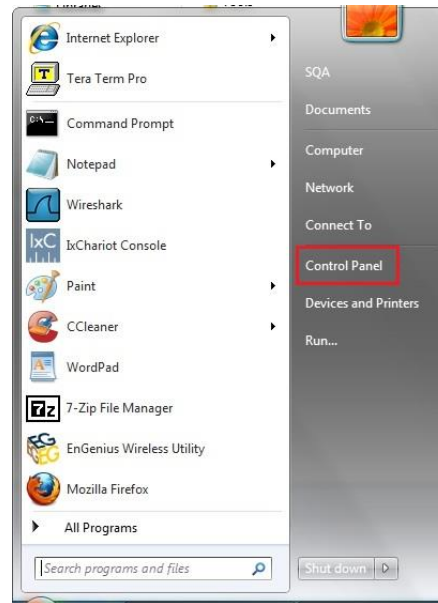 Internet Explorer
Tera Term Pro
Command Prompt
Notepad
Wireshark
IxC
IxChariot Console
Paint
CCleaner
WordPad
7z
7-Zip File Manager
EnGenius Wireless Utility
Mozilla Firefox
All Programs
Search programs and files
SQA
Documents
Computer
Network
Connect To
Control Panel
Devices and Printers
Run...
Shut down